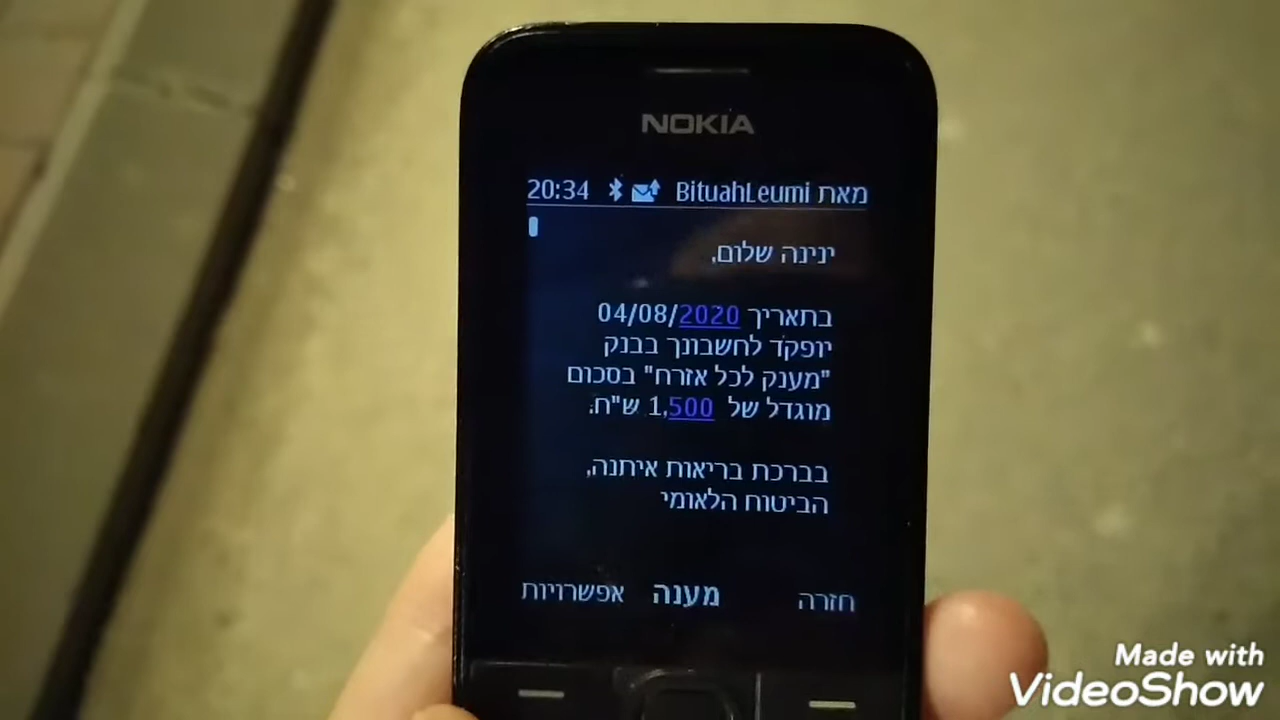 NOKIA
20:34 מאת BituahLeumi
ינינה שלום,
בתאריך 04/08/2020
יופקד לחשבונך בבנק
"מענק לכל אזרח" בסכום
מוגדל של 1,500 ש"ח.
בברכת בריאות איתנה,
הביטוח הלאומי
חזרה מענה אפשרויות
Made with
VideoShow